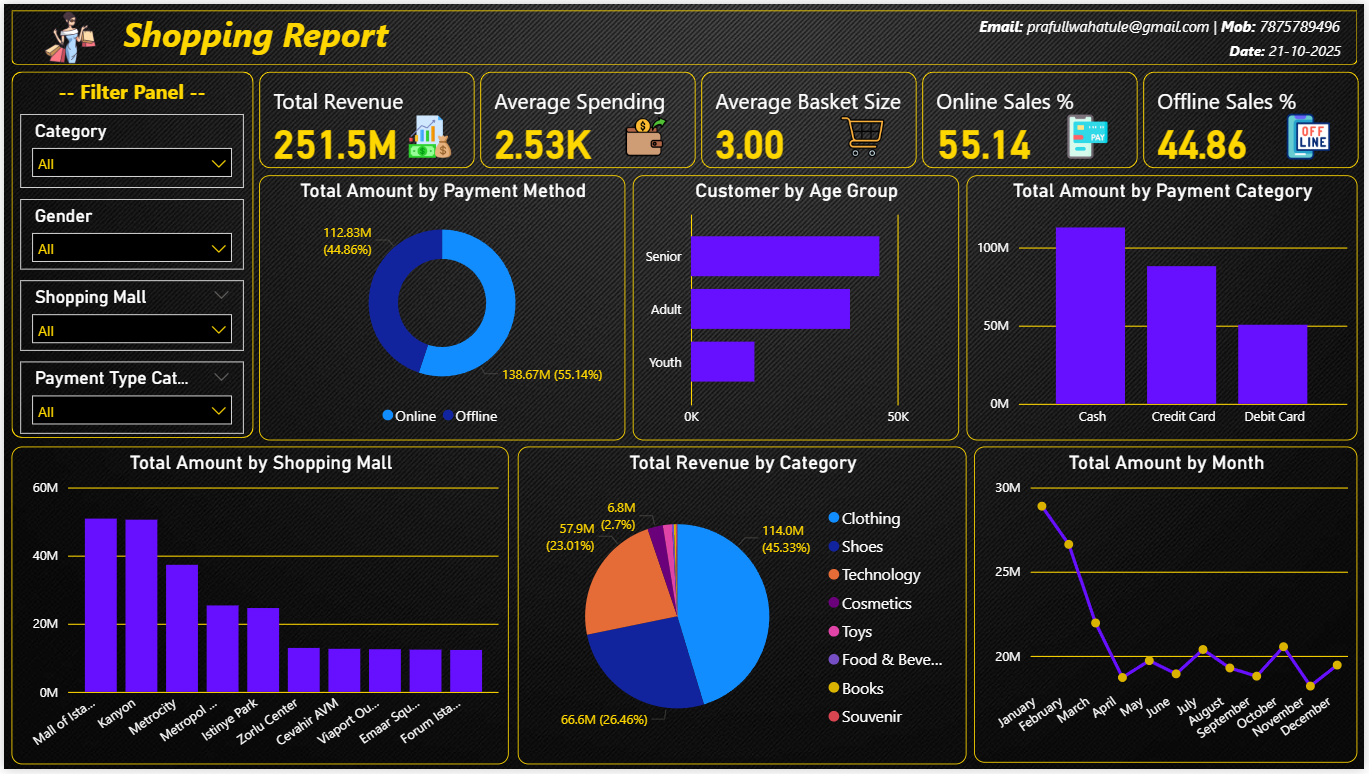 Shopping Report
Email: prafullwahatule@gmail.com | Mob: 7875789496
Date: 21-10-2025
-- Filter Panel --
Category
All
Gender
All
Shopping Mall
All
Payment Type Cat...
All
Total Revenue
251.5M
Average Spending
2.53K
Average Basket Size
3.00
Online Sales %
55.14
PAY
Offline Sales %
44.86
OFF
LINE
Total Amount by Payment Method
112.83M
(44.86%)
138.67M (55.14%)
Online Offline
Customer by Age Group
Senior
Adult
Youth
0K 50K
Total Amount by Payment Category
100M
50M
0M
Cash Credit Card Debit Card
Total Amount by Shopping Mall
60M
40M
20M
0M
Mall of Ista...
Kanyon
Metrocity
Metropol ...
Istinye Park
Zorlu Center
Cevahir AVM
Viaport Ou...
Emaar Squ...
Forum Ista...
Total Revenue by Category
6.8M
(2.7%)
57.9M
(23.01%)
114.0M
(45.33%)
66.6M (26.46%)
Clothing
Shoes
Technology
Cosmetics
Toys
Food & Beve...
Books
Souvenir
Total Amount by Month
30M
25M
20M
January
February
March
April
May
June
July
August
September
October
November
December